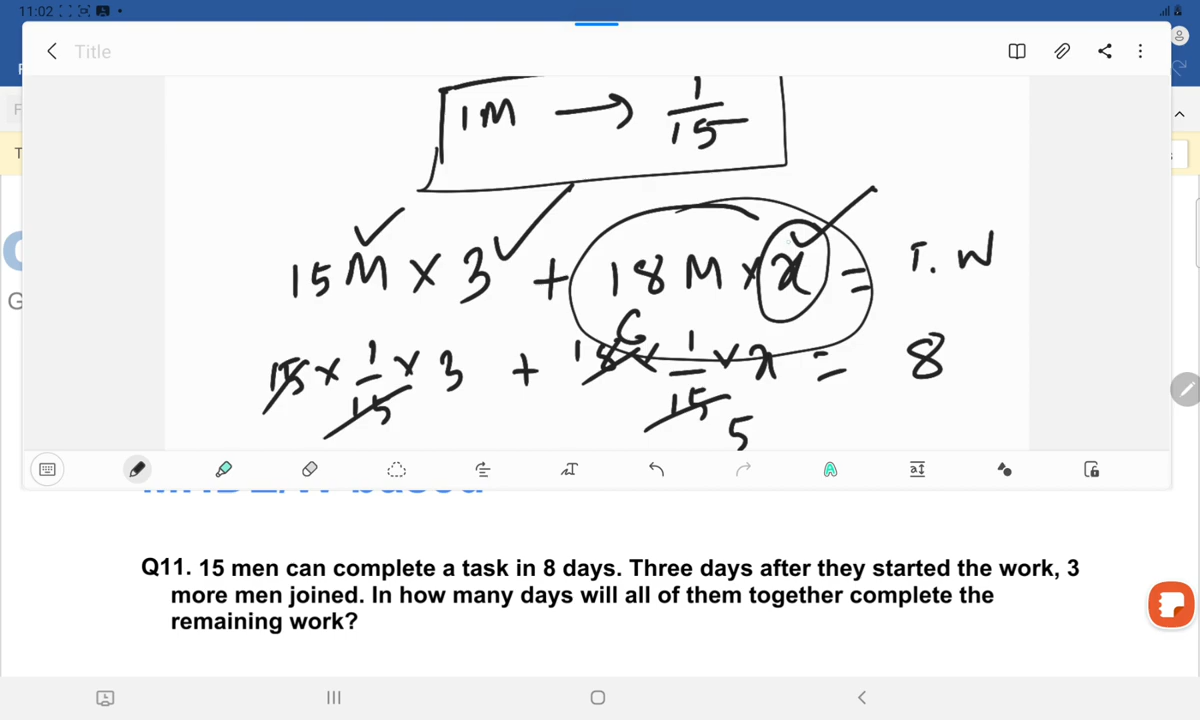 11:02
Title
1M → 1/15
15M × 3 + 18M × x = T. W
15 × 1/15 × 3 + 18 6 × 1/15 5 × x = 8
Q11. 15 men can complete a task in 8 days. Three days after they started the work, 3
more men joined. In how many days will all of them together complete the
remaining work?